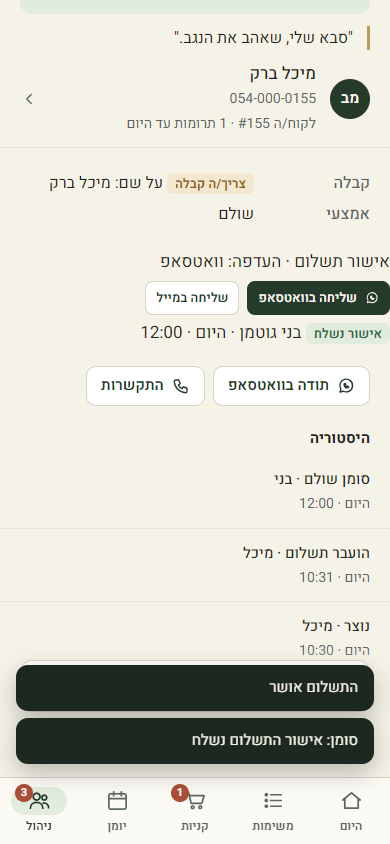 "סבא שלי, שאהב את הנגב."
מב
מיכל ברק
054-000-0155
לקוח/ה #155 · 1 תרומות עד היום
קבלה צריך/ה קבלה על שם: מיכל ברק
אמצעי שולם
אישור תשלום · העדפה: וואטסאפ
שליחה בוואטסאפ שליחה במייל
אישור נשלח בני גוטמן · היום · 12:00
תודה בוואטסאפ התקשרות
היסטוריה
סומן שולם · בני
היום · 12:00
הועבר תשלום · מיכל
היום · 10:31
נוצר · מיכל
היום · 10:30
התשלום אושר
סומן: אישור התשלום נשלח
1 3
היום משימות קניות יומן ניהול